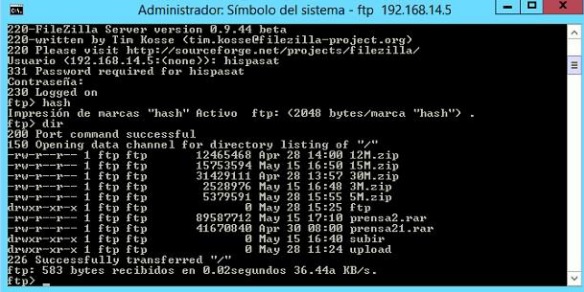 Administrador: Símbolo del sistema - ftp 192.168.14.5
220-FileZilla Server version 0.9.44 beta
220-written by Tim Kosse (tim.kosse@filezilla-project.org)
220 Please visit http://sourceforge.net/projects/filezilla/
Usuario (192.168.14.5:(none)): hispasat
331 Password required for hispasat
Contraseña:
230 Logged on
ftp> hash
Impresión de marcas "hash" Activo  ftp: (2048 bytes/marca "hash") .
ftp> dir
200 Port command successful
150 Opening data channel for directory listing of "/"
-rw-r--r-- 1 ftp ftp       12465468 Apr 28 14:00 12M.zip
-rw-r--r-- 1 ftp ftp       15753594 May 15 16:50 15M.zip
-rw-r--r-- 1 ftp ftp       31429111 Apr 28 13:57 30M.zip
-rw-r--r-- 1 ftp ftp        2528976 May 15 16:48 3M.zip
-rw-r--r-- 1 ftp ftp        5379591 May 28 15:55 5M.zip
drwxr-xr-x 1 ftp ftp              0 May 28 15:25 ftp
-rw-r--r-- 1 ftp ftp       89587712 May 15 17:10 prensa2.rar
-rw-r--r-- 1 ftp ftp       41670840 Apr 30 08:00 prensa21.rar
drwxr-xr-x 1 ftp ftp              0 May 15 16:40 subir
drwxr-xr-x 1 ftp ftp              0 May 28 11:24 upload
226 Successfully transferred "/"
ftp: 583 bytes recibidos en 0.02segundos 36.44a KB/s.
ftp> _